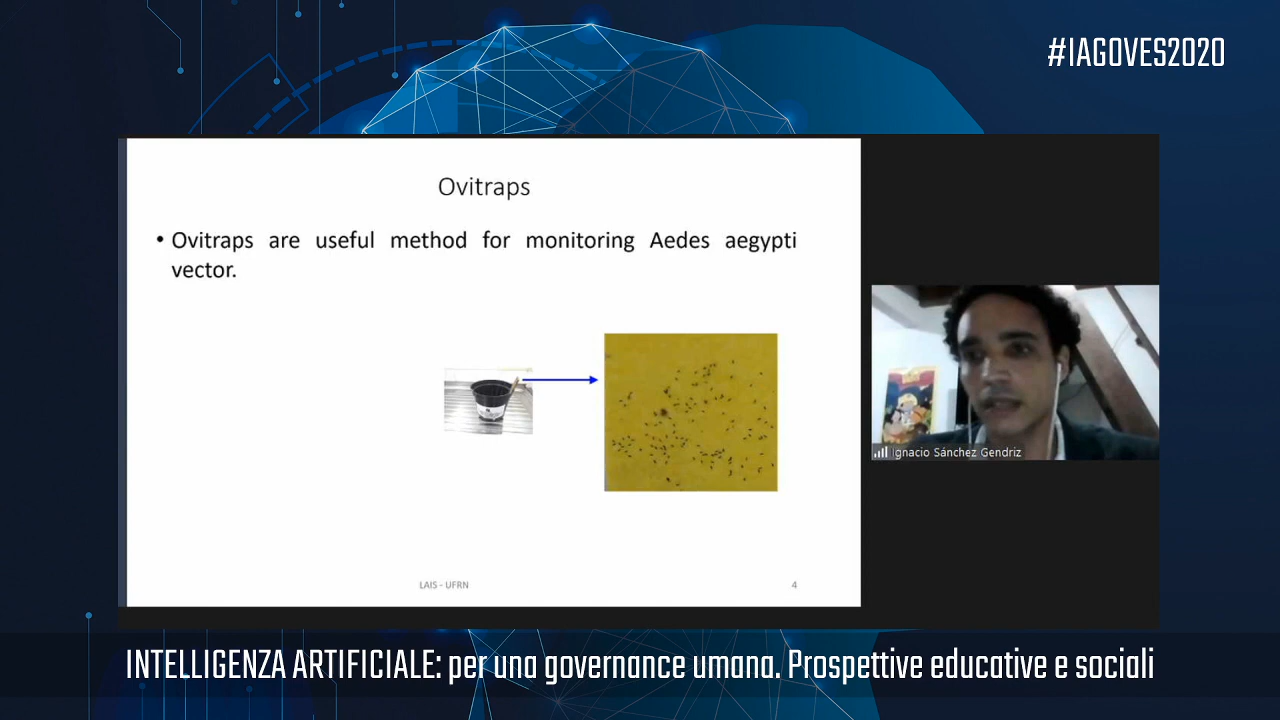 #IAGOVES2020
Ovitraps
• Ovitraps are useful method for monitoring Aedes aegypti
vector.
Ignacio Sánchez Gendriz
LAIS - UFRN
4
INTELLIGENZA ARTIFICIALE: per una governance umana. Prospettive educative e sociali